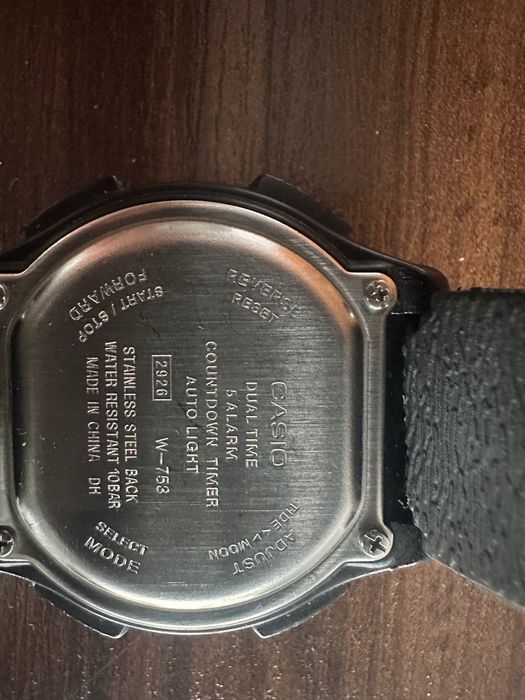 REVERSE
RESET
START / STOP
FORWARD
CASIO
DUAL TIME
5 ALARM
COUNTDOWN TIMER
AUTO LIGHT
2926 W-753
STAINLESS STEEL BACK
WATER RESISTANT 10BAR
MADE IN CHINA DH
ADJUST
TIDE <> MOON
SELECT
MODE